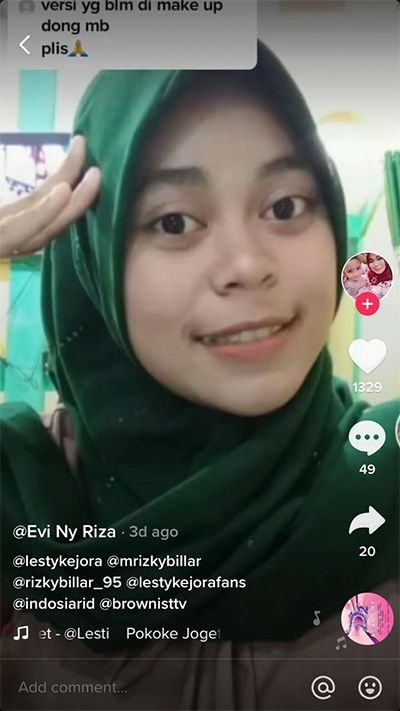 versi yg blm di make up
dong mb
plis🙏
1329
49
@Evi Ny Riza · 3d ago
20
@lestykejora @mrizkybillar
@rizkybillar_95 @lestykejorafans
@indosiarid @brownisttv
et - @Lesti Pokoke Joget
Add comment...